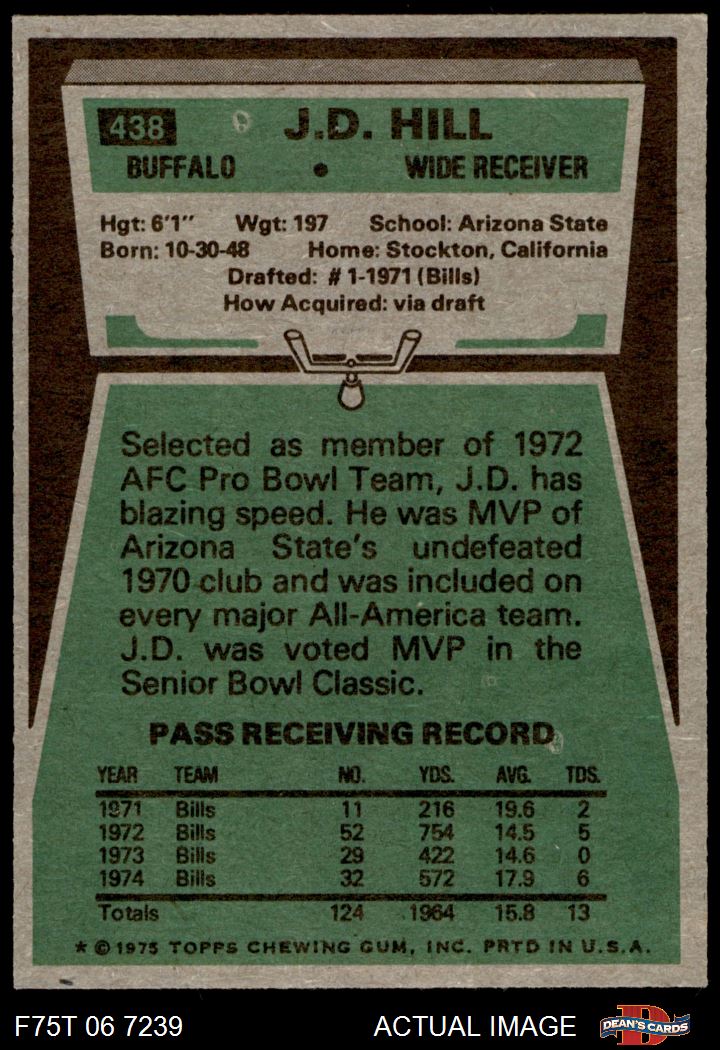 438 J.D. HILL
BUFFALO • WIDE RECEIVER
Hgt: 6'1" Wgt: 197 School: Arizona State
Born: 10-30-48 Home: Stockton, California
Drafted: # 1-1971 (Bills)
How Acquired: via draft
Selected as member of 1972
AFC Pro Bowl Team, J.D. has
blazing speed. He was MVP of
Arizona State's undefeated
1970 club and was included on
every major All-America team.
J.D. was voted MVP in the
Senior Bowl Classic.
PASS RECEIVING RECORD
YEAR TEAM NO. YDS. AVG. TDS.
1971 Bills 11 216 19.6 2
1972 Bills 52 754 14.5 5
1973 Bills 29 422 14.6 0
1974 Bills 32 572 17.9 6
Totals 124 1964 15.8 13
* © 1975 TOPPS CHEWING GUM, INC. PRTD IN U.S.A.
F75T 06 7239 ACTUAL IMAGE D DEAN'S CARDS